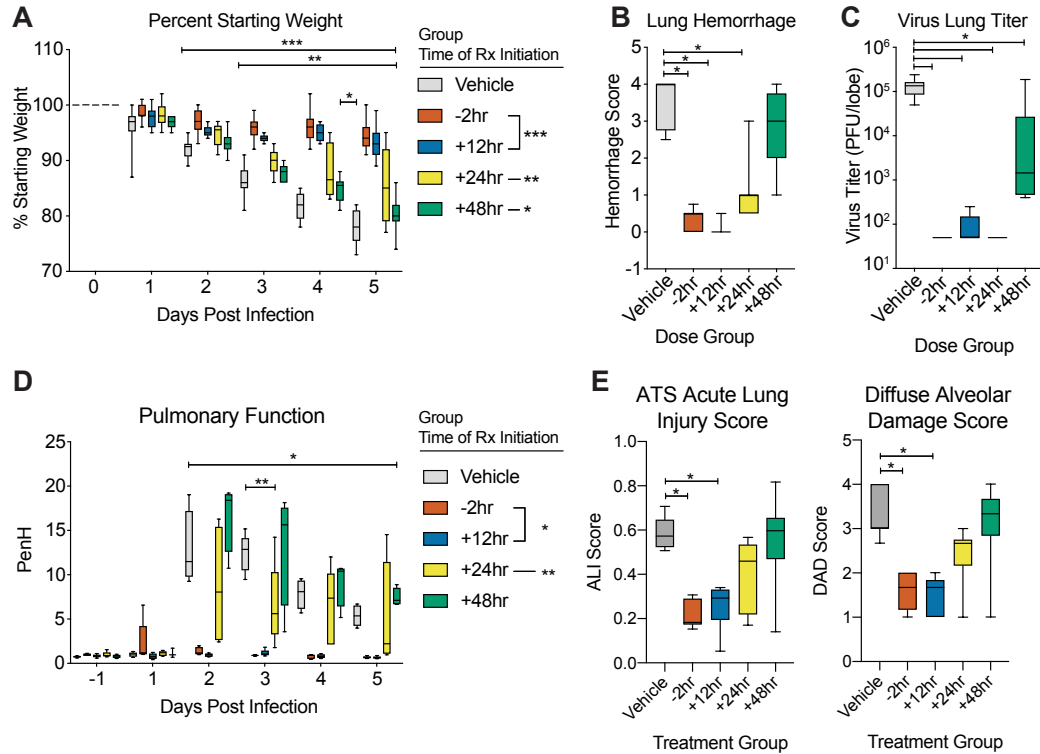 A
Percent Starting Weight
% Starting Weight
100
90
80
70
0
1
2
3
4
5
Days Post Infection
***
**
*
Group
Time of Rx Initiation
Vehicle
-2hr
+12hr
***
+24hr
**
+48hr
*
B
Lung Hemorrhage
Hemorrhage Score
5
4
3
2
1
0
-1
*
*
*
Vehicle
-2hr
+12hr
+24hr
+48hr
Dose Group
C
Virus Lung Titer
Virus Titer (PFU/lobe)
10⁶
10⁵
10⁴
10³
10²
10¹
*
Vehicle
-2hr
+12hr
+24hr
+48hr
Dose Group
D
Pulmonary Function
PenH
25
20
15
10
5
0
-1
1
2
3
4
5
Days Post Infection
*
**
Group
Time of Rx Initiation
Vehicle
-2hr
+12hr
*
+24hr
**
+48hr
E
ATS Acute Lung
Injury Score
ALI Score
1.0
0.8
0.6
0.4
0.2
0.0
*
*
Vehicle
-2hr
+12hr
+24hr
+48hr
Treatment Group
Diffuse Alveolar
Damage Score
DAD Score
5
4
3
2
1
0
*
*
Vehicle
-2hr
+12hr
+24hr
+48hr
Treatment Group